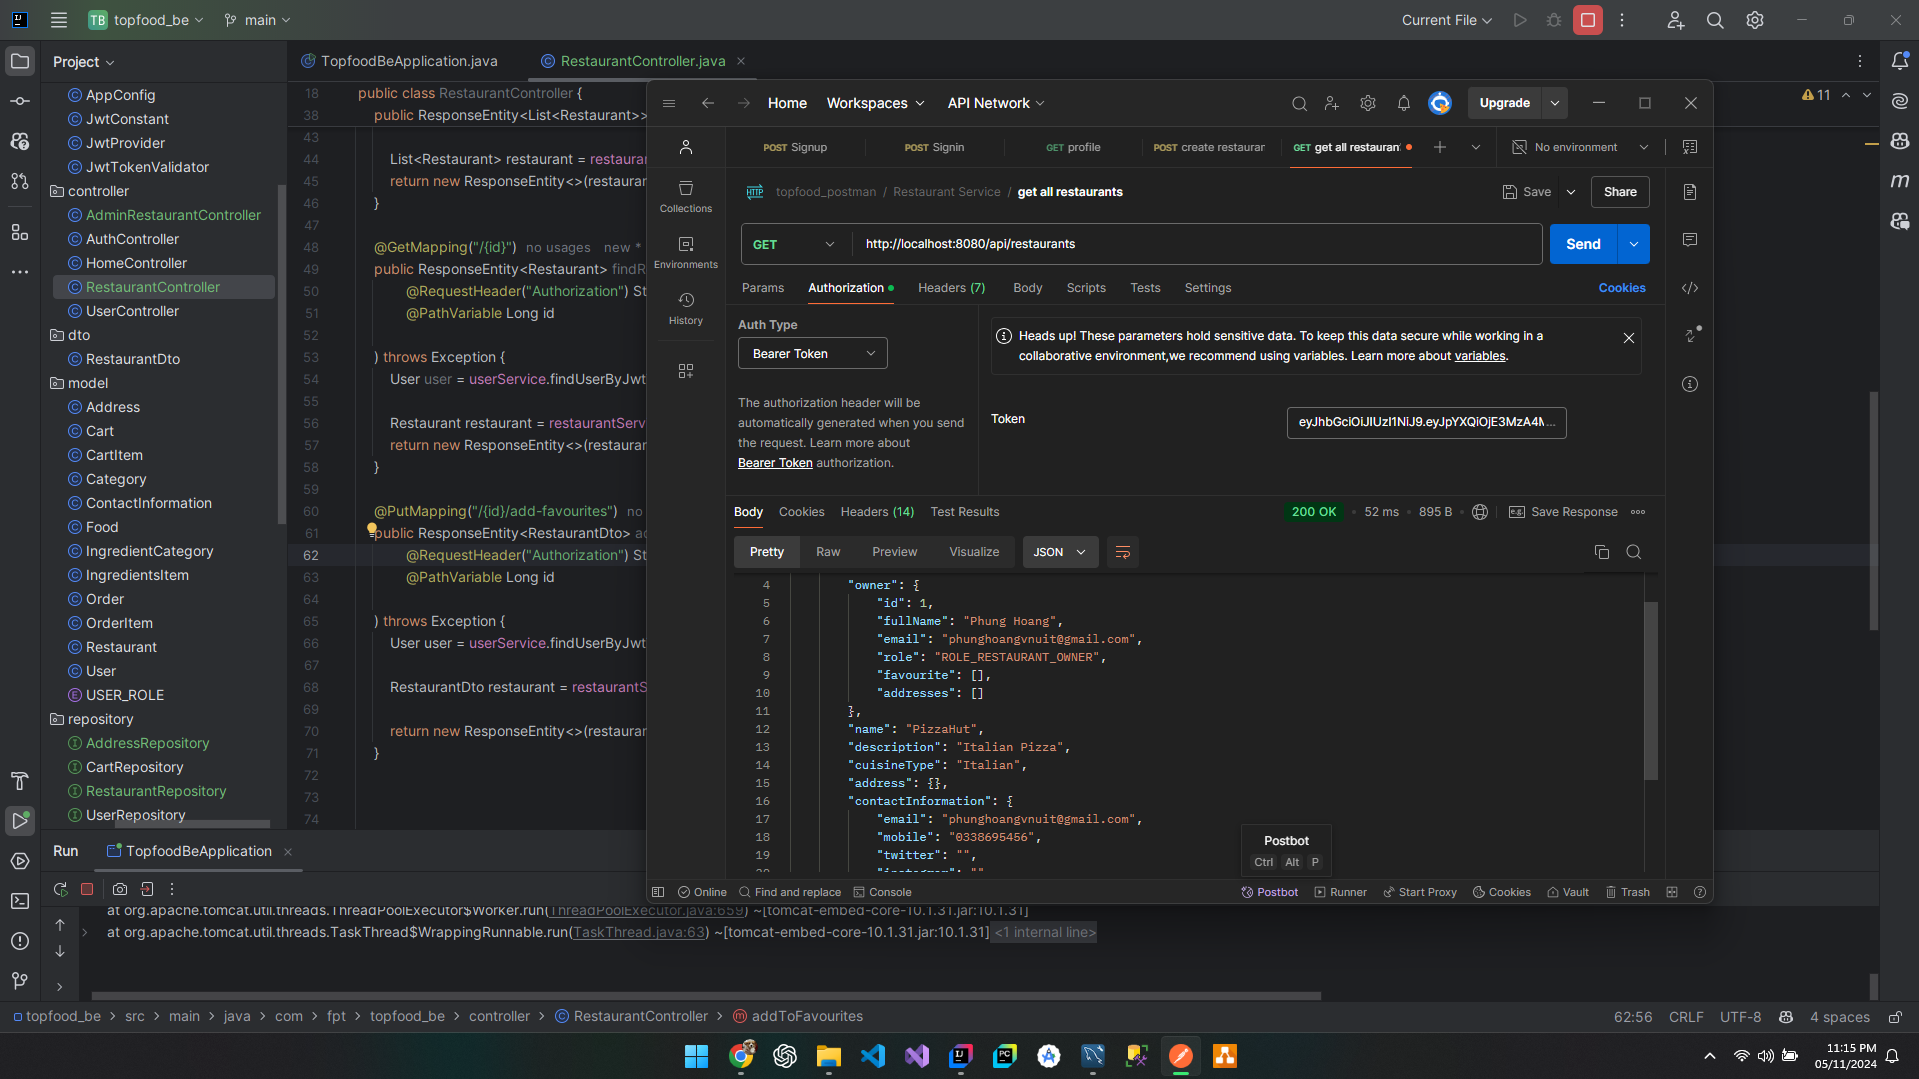 TB topfood_be main Current File
Project
TopfoodBeApplication.java
RestaurantController.java
AppConfig
JwtConstant
JwtProvider
JwtTokenValidator
controller
AdminRestaurantController
AuthController
HomeController
RestaurantController
UserController
dto
RestaurantDto
model
Address
Cart
CartItem
Category
ContactInformation
Food
IngredientCategory
IngredientsItem
Order
OrderItem
Restaurant
User
USER_ROLE
repository
AddressRepository
CartRepository
RestaurantRepository
UserRepository
18 public class RestaurantController {
38 public ResponseEntity<List<Restaurant>>
43
44 List<Restaurant> restaurant = restauran
45 return new ResponseEntity<>(restauran
46 }
47
48 @GetMapping("/{id}") no usages new *
49 public ResponseEntity<Restaurant> findR
50 @RequestHeader("Authorization") St
51 @PathVariable Long id
52
53 ) throws Exception {
54 User user = userService.findUserByJwt
55
56 Restaurant restaurant = restaurantServ
57 return new ResponseEntity<>(restauran
58 }
59
60 @PutMapping("/{id}/add-favourites") no
61 public ResponseEntity<RestaurantDto> a
62 @RequestHeader("Authorization") St
63 @PathVariable Long id
64
65 ) throws Exception {
66 User user = userService.findUserByJwt
67
68 RestaurantDto restaurant = restaurantS
69
70 return new ResponseEntity<>(restauran
71 }
72
73
74
11
Home Workspaces API Network Upgrade
POST Signup
POST Signin
GET profile
POST create restaurar
GET get all restauran
No environment
Collections
Environments
History
HTTP topfood_postman / Restaurant Service / get all restaurants Save Share
GET http://localhost:8080/api/restaurants Send
Params Authorization Headers (7) Body Scripts Tests Settings Cookies
Auth Type
Bearer Token
The authorization header will be
automatically generated when you send
the request. Learn more about
Bearer Token authorization.
Heads up! These parameters hold sensitive data. To keep this data secure while working in a
collaborative environment,we recommend using variables. Learn more about variables.
Token
eyJhbGciOiJIUzI1NiJ9.eyJpYXQiOjE3MzA4M...
Body Cookies Headers (14) Test Results 200 OK 52 ms 895 B Save Response
Pretty Raw Preview Visualize JSON
4 "owner": {
5 "id": 1,
6 "fullName": "Phung Hoang",
7 "email": "phunghoangvnuit@gmail.com",
8 "role": "ROLE_RESTAURANT_OWNER",
9 "favourite": [],
10 "addresses": []
11 },
12 "name": "PizzaHut",
13 "description": "Italian Pizza",
14 "cuisineType": "Italian",
15 "address": {},
16 "contactInformation": {
17 "email": "phunghoangvnuit@gmail.com",
18 "mobile": "0338695456",
19 "twitter": "",
Postbot
Ctrl Alt P
Online Find and replace Console Postbot Runner Start Proxy Cookies Vault Trash
Run TopfoodBeApplication
at org.apache.tomcat.util.threads.ThreadPoolExecutor$Worker.run(ThreadPoolExecutor.java:659) ~[tomcat-embed-core-10.1.31.jar:10.1.31]
at org.apache.tomcat.util.threads.TaskThread$WrappingRunnable.run(TaskThread.java:63) ~[tomcat-embed-core-10.1.31.jar:10.1.31] <1 internal line>
topfood_be > src > main > java > com > fpt > topfood_be > controller > RestaurantController > addToFavourites
62:56 CRLF UTF-8 4 spaces
11:15 PM
05/11/2024